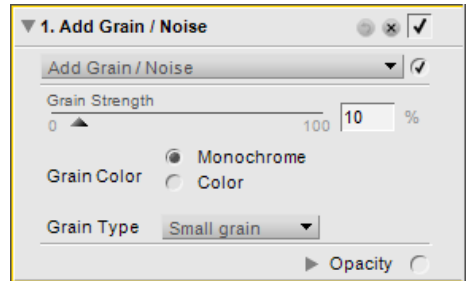 1. Add Grain / Noise
Add Grain / Noise
Grain Strength
0 100 10 %
Monochrome
Grain Color
Color
Grain Type Small grain
Opacity